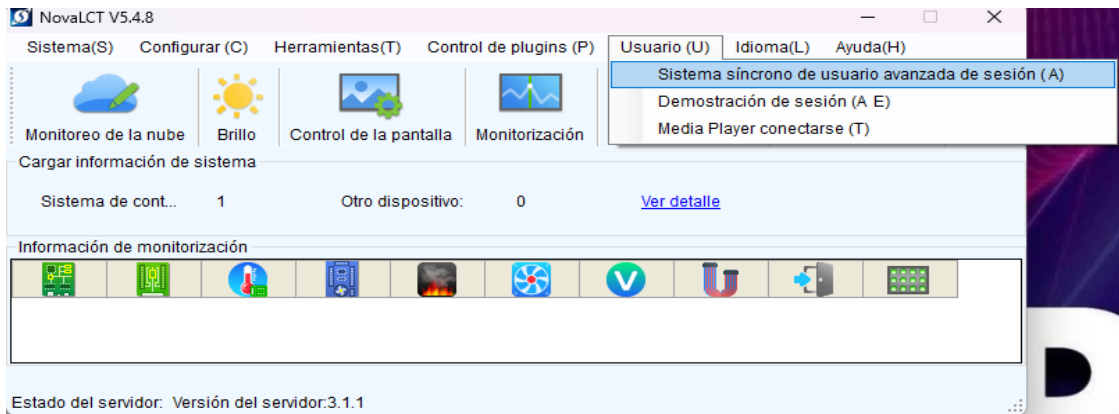 NovaLCT V5.4.8
Sistema(S) Configurar (C) Herramientas(T) Control de plugins (P) Usuario (U) Idioma(L) Ayuda(H)
Sistema síncrono de usuario avanzada de sesión (A)
Demostración de sesión (A E)
Media Player conectarse (T)
Monitoreo de la nube Brillo Control de la pantalla Monitorización
Cargar información de sistema
Sistema de cont... 1 Otro dispositivo: 0 Ver detalle
Información de monitorización
V
Estado del servidor: Versión del servidor:3.1.1